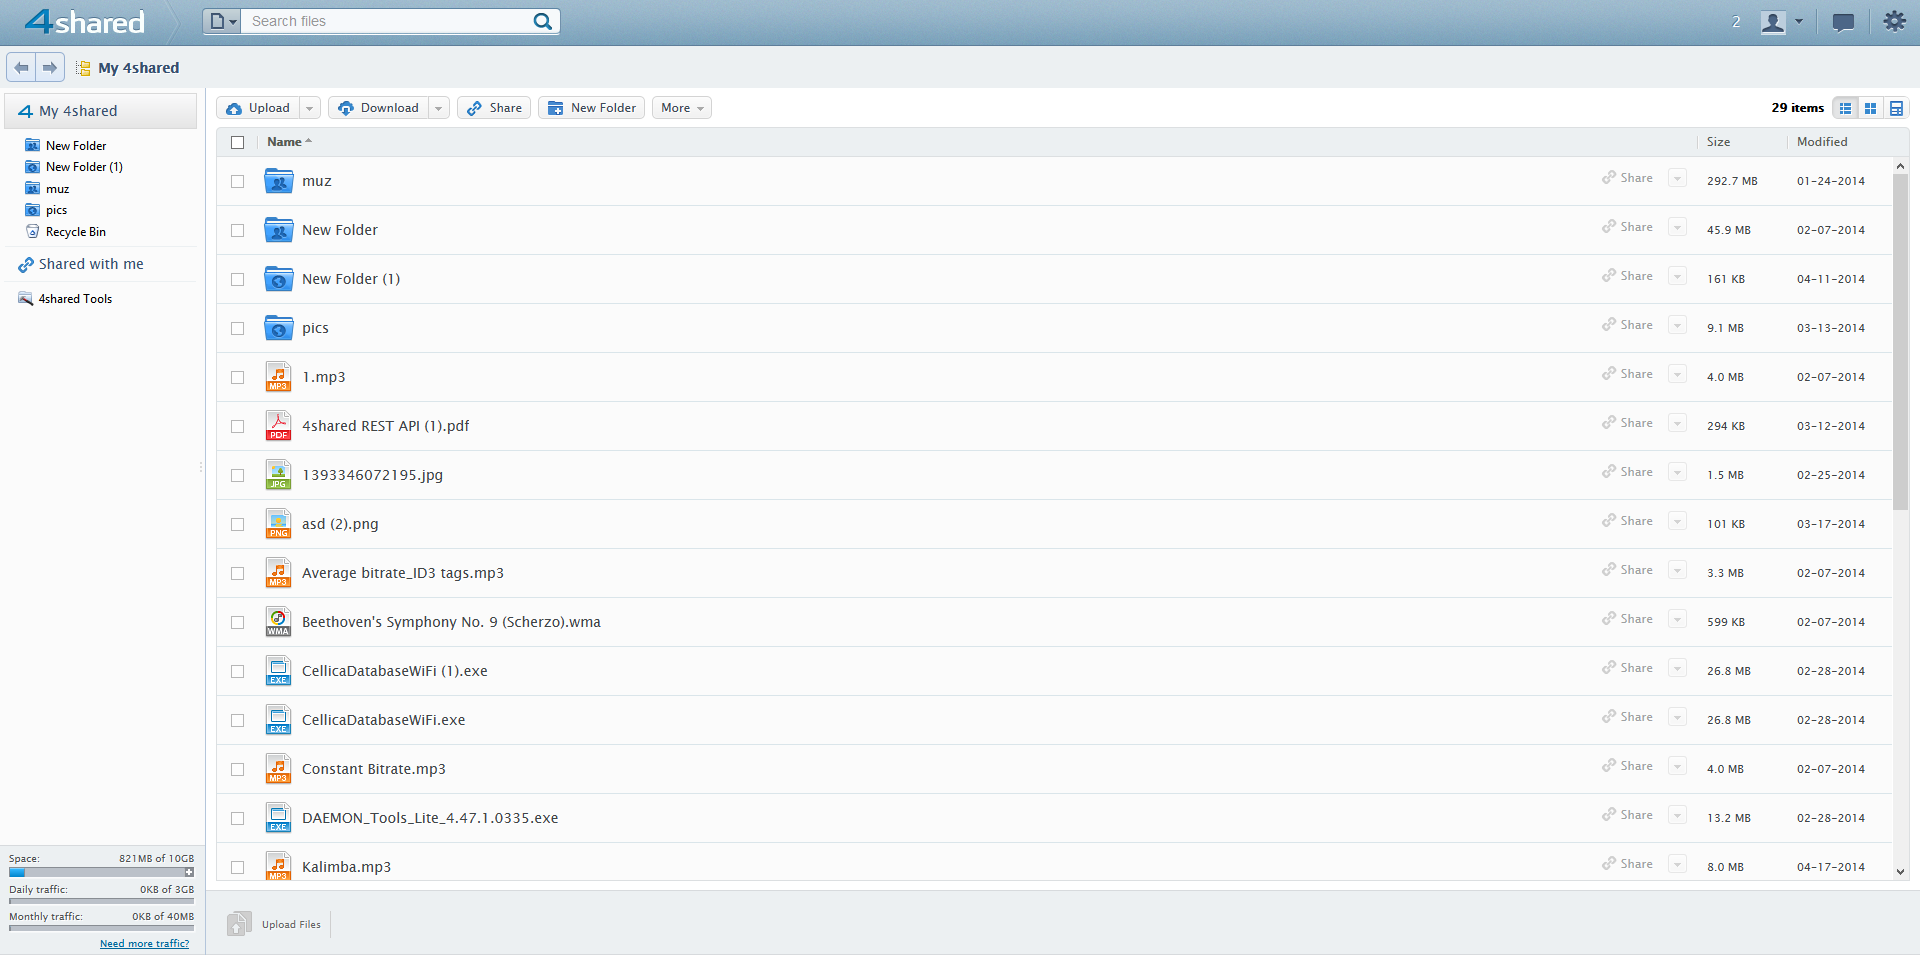 4shared
Search files
2
My 4shared
My 4shared
New Folder
New Folder (1)
muz
pics
Recycle Bin
Shared with me
4shared Tools
Space: 821MB of 10GB
Daily traffic: 0KB of 3GB
Monthly traffic: 0KB of 40MB
Need more traffic?
Upload Download Share New Folder More 29 items
Name Size Modified
muz Share 292.7 MB 01-24-2014
New Folder Share 45.9 MB 02-07-2014
New Folder (1) Share 161 KB 04-11-2014
pics Share 9.1 MB 03-13-2014
MP3 1.mp3 Share 4.0 MB 02-07-2014
PDF 4shared REST API (1).pdf Share 294 KB 03-12-2014
JPG 1393346072195.jpg Share 1.5 MB 02-25-2014
PNG asd (2).png Share 101 KB 03-17-2014
MP3 Average bitrate_ID3 tags.mp3 Share 3.3 MB 02-07-2014
WMA Beethoven's Symphony No. 9 (Scherzo).wma Share 599 KB 02-07-2014
EXE CellicaDatabaseWiFi (1).exe Share 26.8 MB 02-28-2014
EXE CellicaDatabaseWiFi.exe Share 26.8 MB 02-28-2014
MP3 Constant Bitrate.mp3 Share 4.0 MB 02-07-2014
EXE DAEMON_Tools_Lite_4.47.1.0335.exe Share 13.2 MB 02-28-2014
MP3 Kalimba.mp3 Share 8.0 MB 04-17-2014
Upload Files